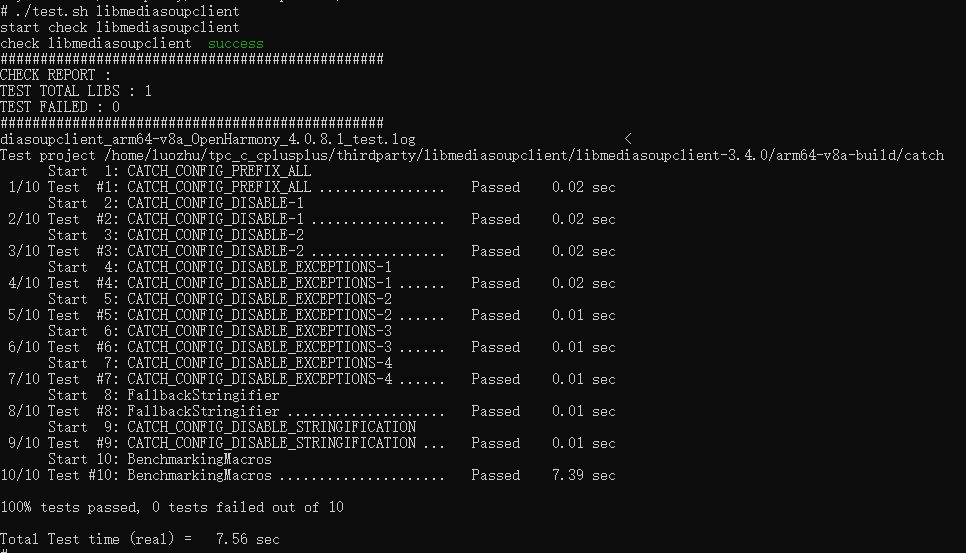 # ./test.sh libmediasoupclient
start check libmediasoupclient
check libmediasoupclient  success
################################################
CHECK REPORT :
TEST TOTAL LIBS : 1
TEST FAILED : 0
################################################
diasoupclient_arm64-v8a_OpenHarmony_4.0.8.1_test.log                          <
Test project /home/luozhu/tpc_c_cplusplus/thirdparty/libmediasoupclient/libmediasoupclient-3.4.0/arm64-v8a-build/catch
      Start  1: CATCH_CONFIG_PREFIX_ALL
 1/10 Test  #1: CATCH_CONFIG_PREFIX_ALL ................   Passed    0.02 sec
      Start  2: CATCH_CONFIG_DISABLE-1
 2/10 Test  #2: CATCH_CONFIG_DISABLE-1 .................   Passed    0.02 sec
      Start  3: CATCH_CONFIG_DISABLE-2
 3/10 Test  #3: CATCH_CONFIG_DISABLE-2 .................   Passed    0.02 sec
      Start  4: CATCH_CONFIG_DISABLE_EXCEPTIONS-1
 4/10 Test  #4: CATCH_CONFIG_DISABLE_EXCEPTIONS-1 ......   Passed    0.02 sec
      Start  5: CATCH_CONFIG_DISABLE_EXCEPTIONS-2
 5/10 Test  #5: CATCH_CONFIG_DISABLE_EXCEPTIONS-2 ......   Passed    0.01 sec
      Start  6: CATCH_CONFIG_DISABLE_EXCEPTIONS-3
 6/10 Test  #6: CATCH_CONFIG_DISABLE_EXCEPTIONS-3 ......   Passed    0.01 sec
      Start  7: CATCH_CONFIG_DISABLE_EXCEPTIONS-4
 7/10 Test  #7: CATCH_CONFIG_DISABLE_EXCEPTIONS-4 ......   Passed    0.01 sec
      Start  8: FallbackStringifier
 8/10 Test  #8: FallbackStringifier ....................   Passed    0.01 sec
      Start  9: CATCH_CONFIG_DISABLE_STRINGIFICATION
 9/10 Test  #9: CATCH_CONFIG_DISABLE_STRINGIFICATION ...   Passed    0.01 sec
      Start 10: BenchmarkingMacros
10/10 Test #10: BenchmarkingMacros .....................   Passed    7.39 sec

100% tests passed, 0 tests failed out of 10

Total Test time (real) =   7.56 sec